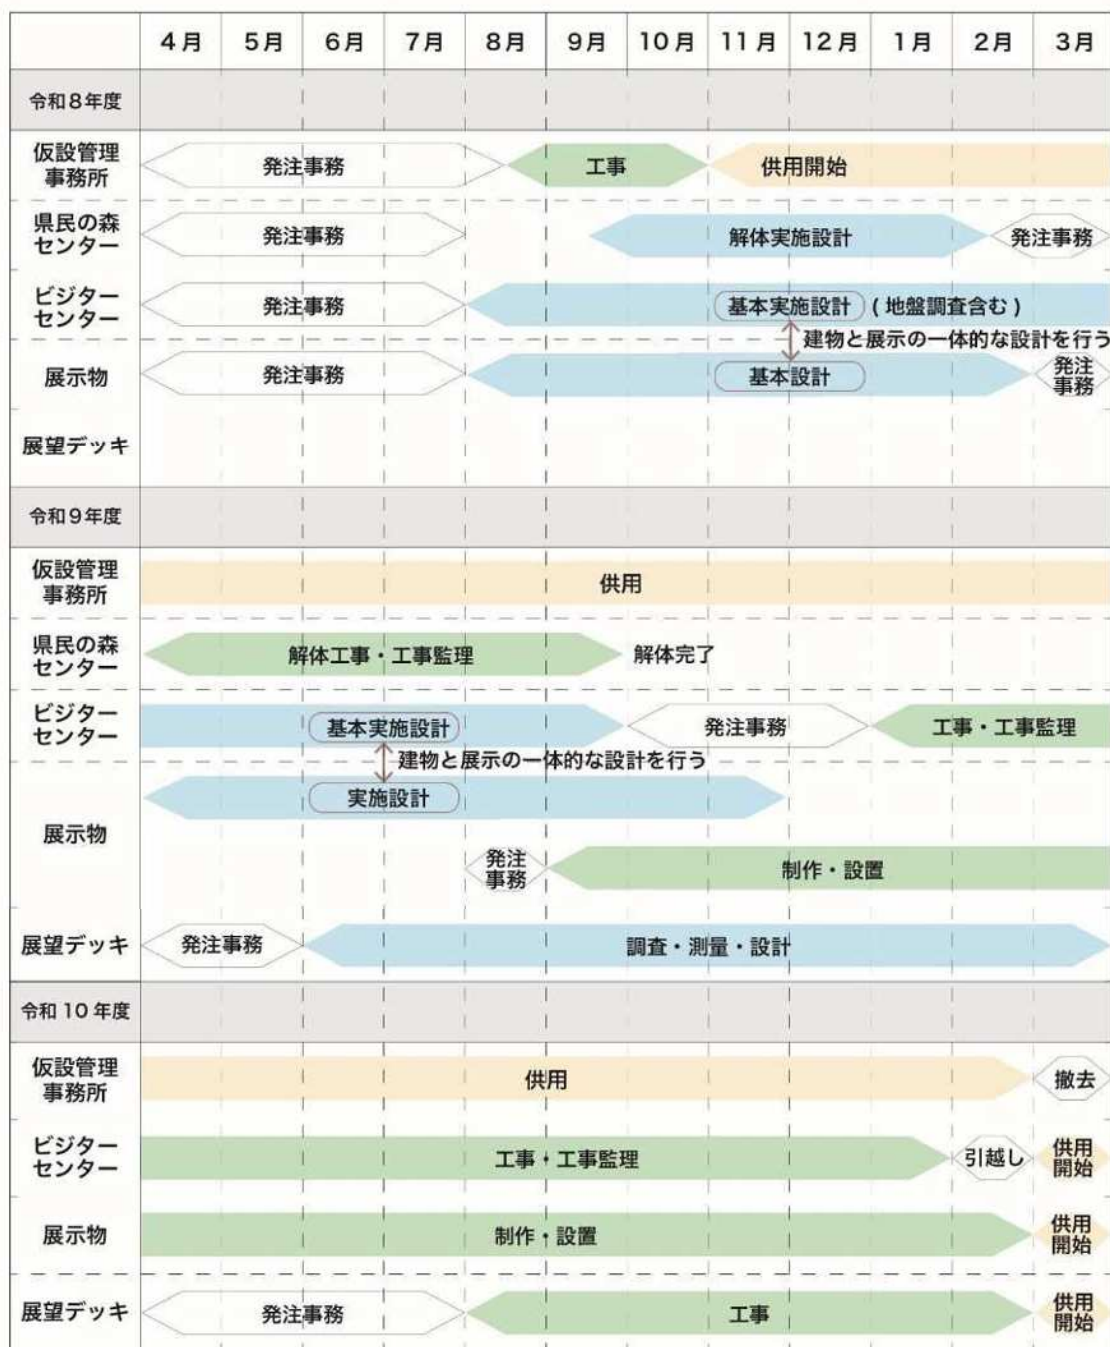 4月 5月 6月 7月 8月 9月 10月 11月 12月 1月 2月 3月
令和8年度
仮設管理
事務所
発注事務 工事 供用開始
県民の森
センター
発注事務 解体実施設計 発注事務
ビジター
センター
発注事務 基本実施設計 (地盤調査含む)
建物と展示の一体的な設計を行う
展示物
発注事務 基本設計
発注
事務
展望デッキ
令和9年度
仮設管理
事務所
供用
県民の森
センター
解体工事・工事監理 解体完了
ビジター
センター
基本実施設計 発注事務 工事・工事監理
建物と展示の一体的な設計を行う
実施設計
展示物
発注
事務
制作・設置
展望デッキ 発注事務 調査・測量・設計
令和10年度
仮設管理
事務所
供用 撤去
ビジター
センター
工事・工事監理 引越し
供用
開始
展示物 制作・設置
供用
開始
展望デッキ 発注事務 工事
供用
開始